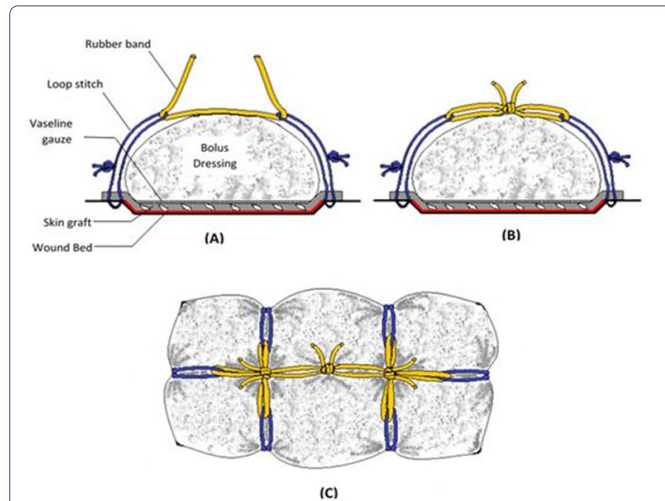 Rubber band
Loop stitch
Vaseline
gauze
Bolus
Dressing
Skin graft
Wound Bed
(A)
(B)
(C)